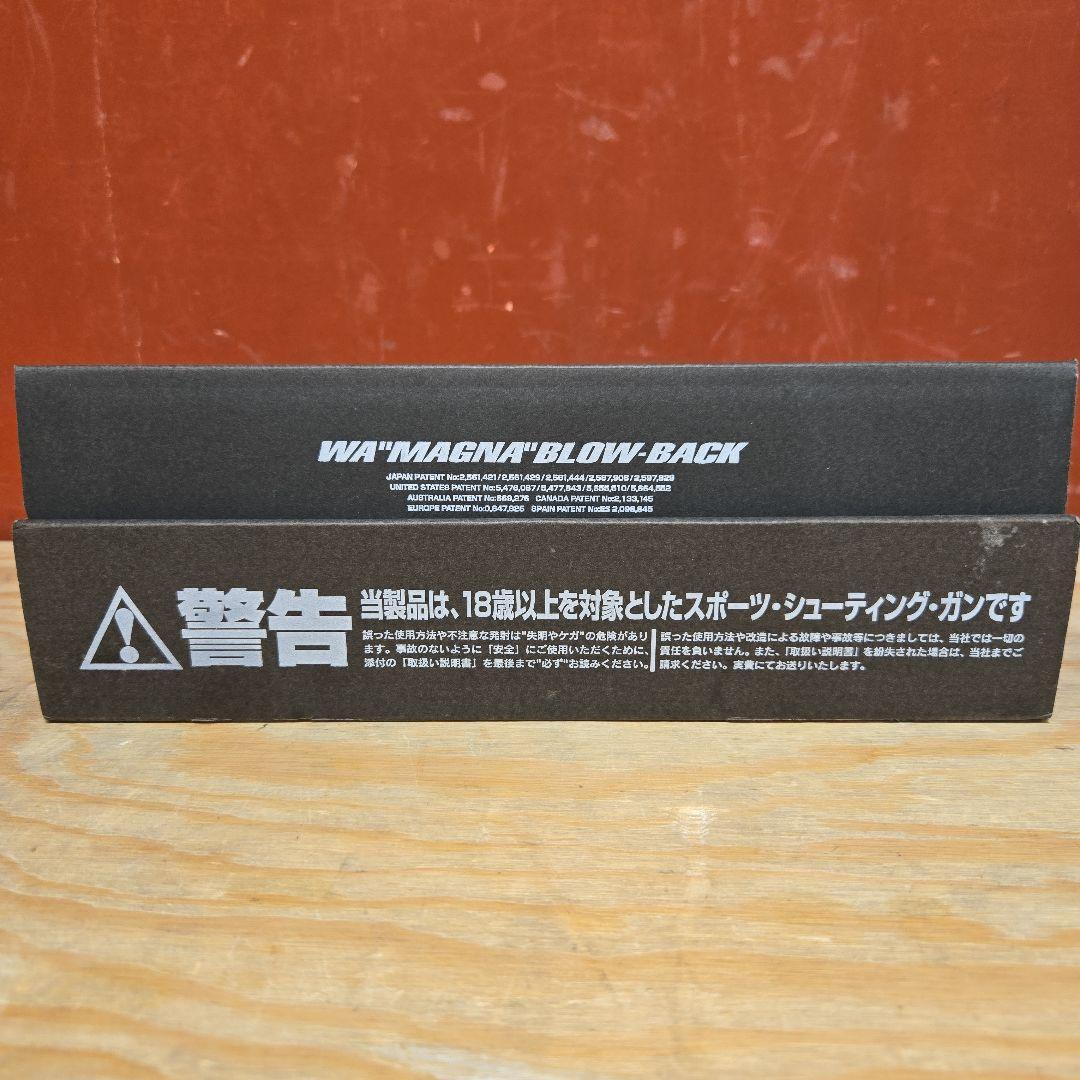 WA"MAGNA"BLOW-BACK
JAPAN PATENT No:2,561,421/2,561,429/2,561,444/2,567,906/2,597,929
UNITED STATES PATENT No:5,476,087/5,477,843/5,655,510/5,664,552
AUSTRALIA PATENT No:669,276 CANADA PATENT No:2,133,145
EUROPE PATENT No:0,647,825 SPAIN PATENT No:ES 2,098,845
警告
当製品は、18歳以上を対象としたスポーツ・シューティング・ガンです
誤った使用方法や不注意な発射は"失明やケガ"の危険があり
ます。事故のないように「安全」にご使用いただくために、
添付の「取扱い説明書」を最後まで"必ず"お読みください。
誤った使用方法や改造による故障や事故等につきましては、当社では一切の
責任を負いません。また、「取扱い説明書」を紛失された場合は、当社までご
請求ください。実費にてお送りいたします。